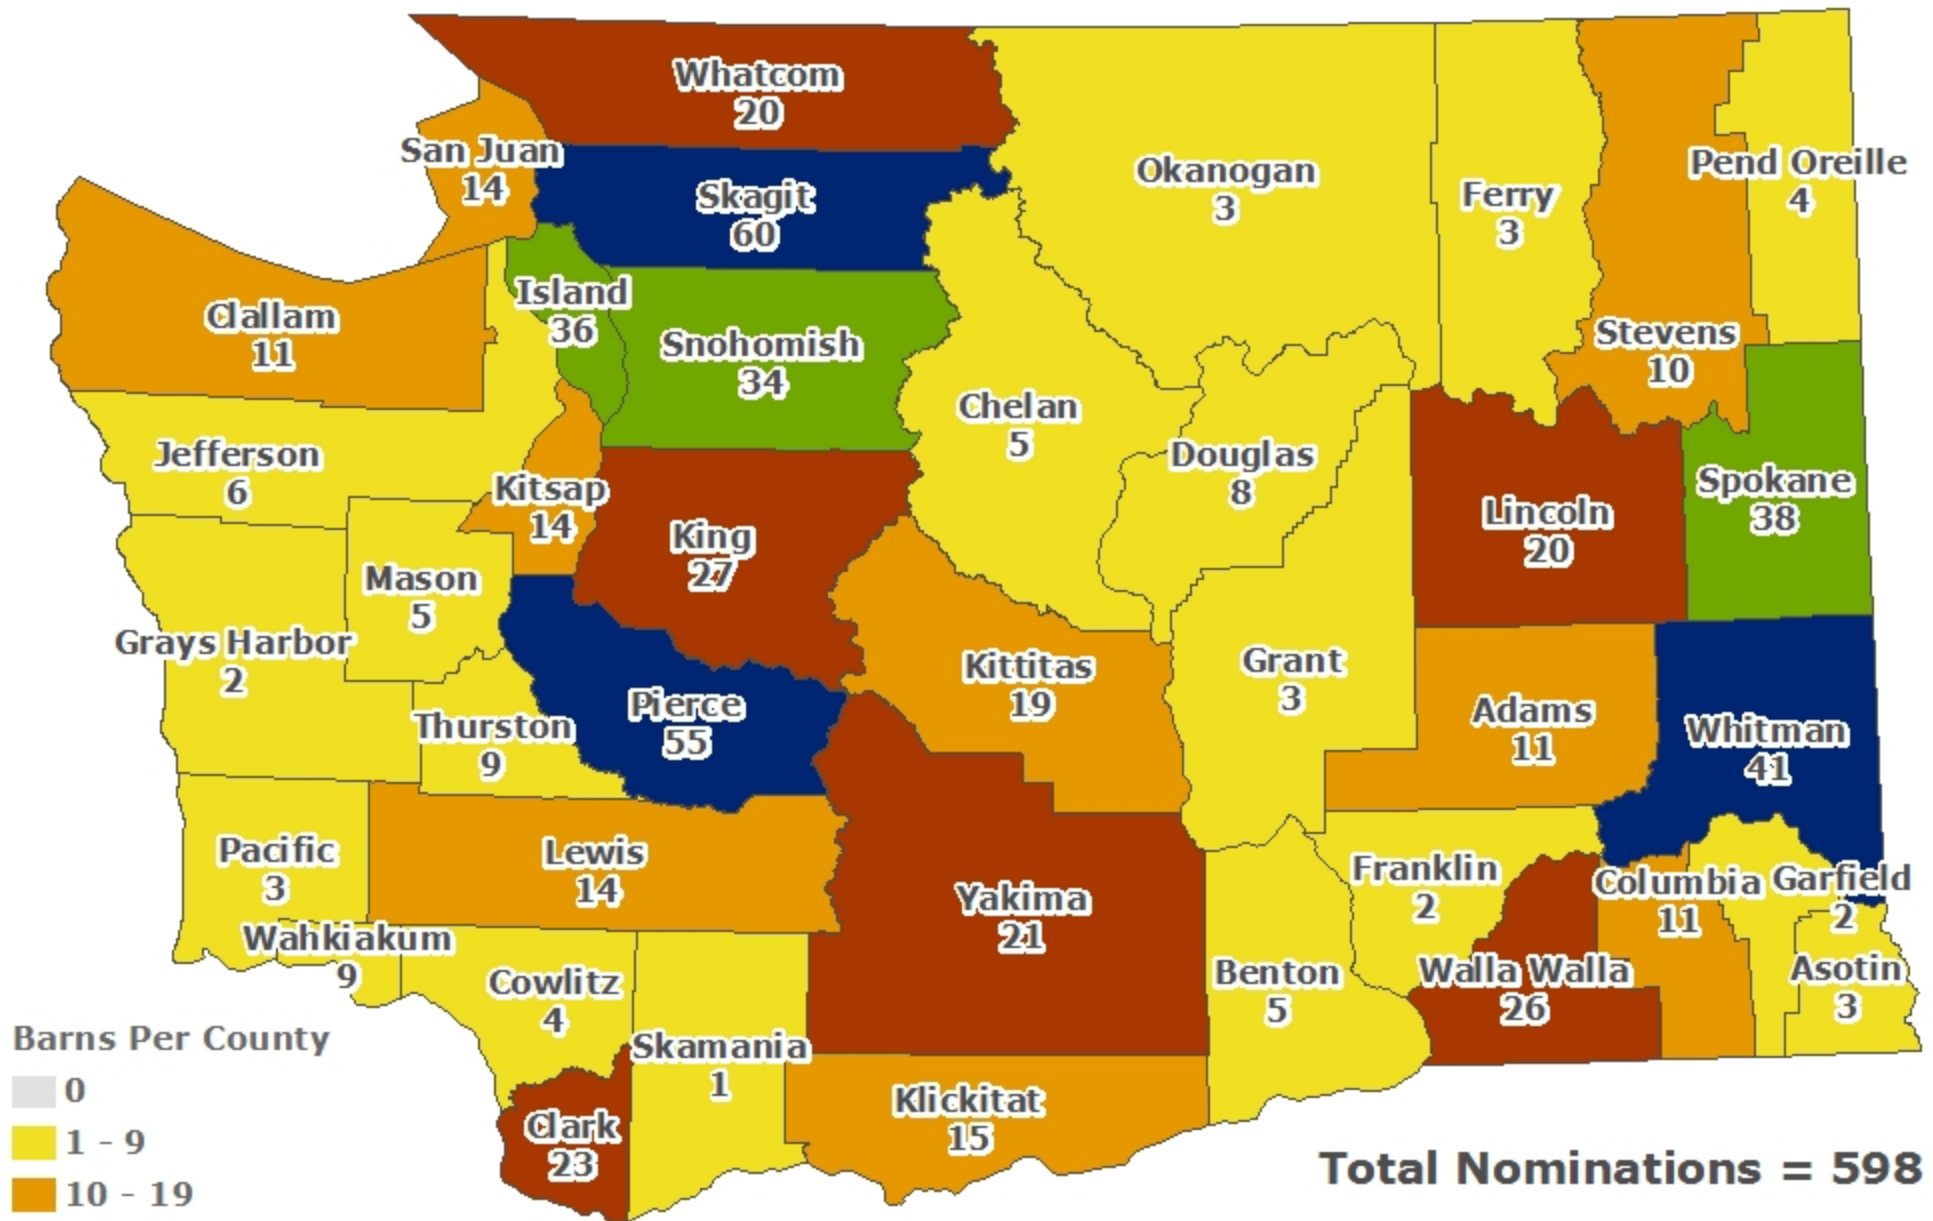 Whatcom
20
San Juan
14
Skagit
60
Okanogan
3
Ferry
3
Pend Oreille
4
Stevens
10
Clallam
11
Island
36
Snohomish
34
Chelan
5
Douglas
8
Jefferson
6
Kitsap
14
King
27
Lincoln
20
Spokane
38
Mason
5
Grays Harbor
2
Kittitas
19
Grant
3
Adams
11
Whitman
41
Thurston
9
Pierce
55
Pacific
3
Lewis
14
Yakima
21
Franklin
2
Columbia
11
Garfield
2
Wahkiakum
9
Cowlitz
4
Benton
5
Walla Walla
26
Asotin
3
Skamania
1
Klickitat
15
Clark
23
Barns Per County
0
1 - 9
10 - 19
Total Nominations = 598